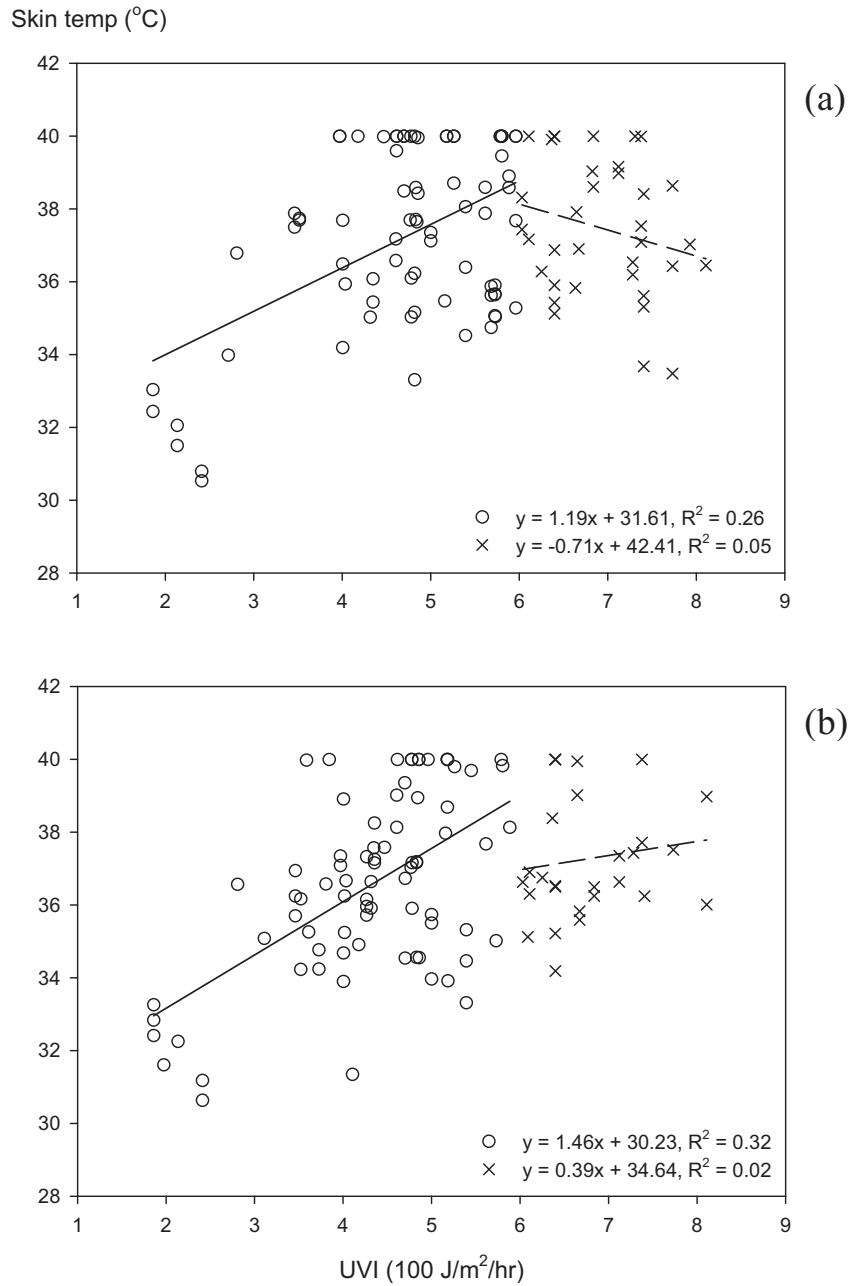 Skin temp (°C)
42
40
38
36
34
32
30
28
1 2 3 4 5 6 7 8 9
(a)
y = 1.19x + 31.61, R² = 0.26
y = -0.71x + 42.41, R² = 0.05
42
40
38
36
34
32
30
28
1 2 3 4 5 6 7 8 9
(b)
y = 1.46x + 30.23, R² = 0.32
y = 0.39x + 34.64, R² = 0.02
UVI (100 J/m²/hr)